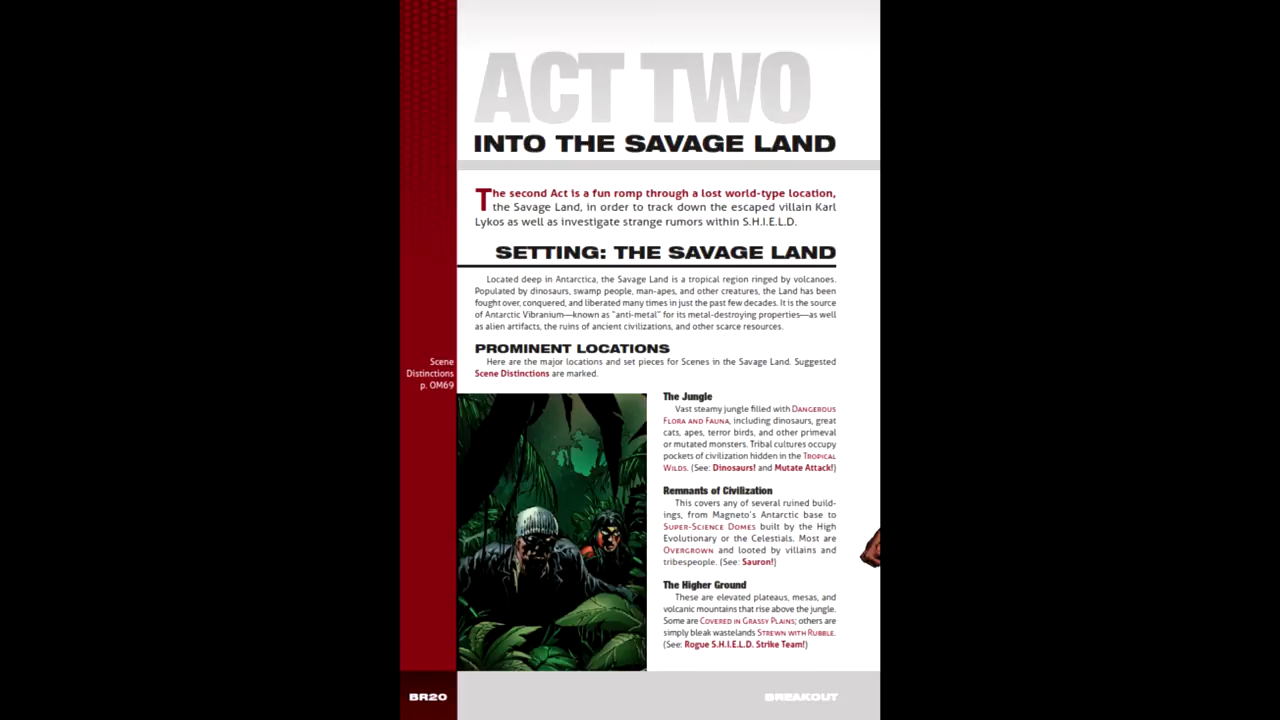 ACT TWO
INTO THE SAVAGE LAND
The second Act is a fun romp through a lost world-type location,
the Savage Land, in order to track down the escaped villain Karl
Lykos as well as investigate strange rumors within S.H.I.E.L.D.
SETTING: THE SAVAGE LAND
Located deep in Antarctica, the Savage Land is a tropical region ringed by volcanoes.
Populated by dinosaurs, swamp people, man-apes, and other creatures, the Land has been
fought over, conquered, and liberated many times in just the past few decades. It is the source
of Antarctic Vibranium—known as "anti-metal" for its metal-destroying properties—as well
as alien artifacts, the ruins of ancient civilizations, and other scarce resources.
PROMINENT LOCATIONS
Here are the major locations and set pieces for Scenes in the Savage Land. Suggested
Scene Distinctions are marked.
Scene
Distinctions
p. OM69
The Jungle
Vast steamy jungle filled with Dangerous
Flora and Fauna, including dinosaurs, great
cats, apes, terror birds, and other primeval
or mutated monsters. Tribal cultures occupy
pockets of civilization hidden in the Tropical
Wilds. (See: Dinosaurs! and Mutate Attack!)
Remnants of Civilization
This covers any of several ruined build-
ings, from Magneto's Antarctic base to
Super-Science Domes built by the High
Evolutionary or the Celestials. Most are
Overgrown and looted by villains and
tribespeople. (See: Sauron!)
The Higher Ground
These are elevated plateaus, mesas, and
volcanic mountains that rise above the jungle.
Some are Covered in Grassy Plains; others are
simply bleak wastelands Strewn with Rubble.
(See: Rogue S.H.I.E.L.D. Strike Team!)
BR20
BREAKOUT